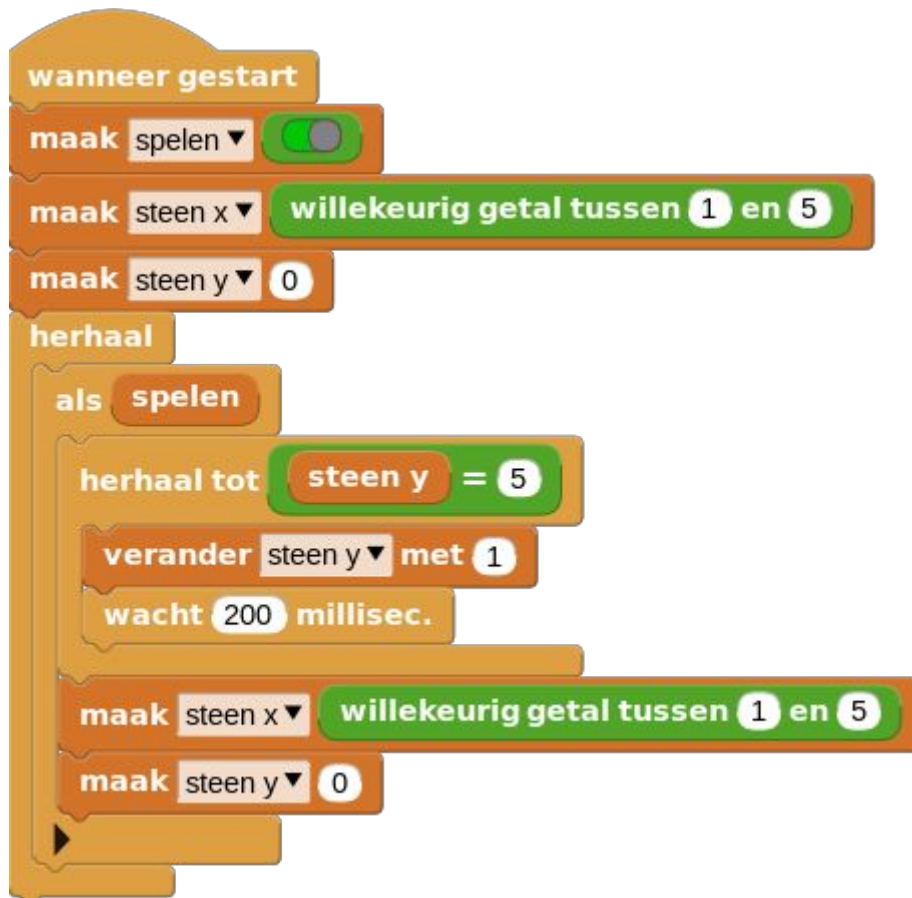 wanneer gestart
maak spelen
maak steen x willekeurig getal tussen 1 en 5
maak steen y 0
herhaal
als spelen
herhaal tot steen y = 5
verander steen y met 1
wacht 200 millisec.
maak steen x willekeurig getal tussen 1 en 5
maak steen y 0